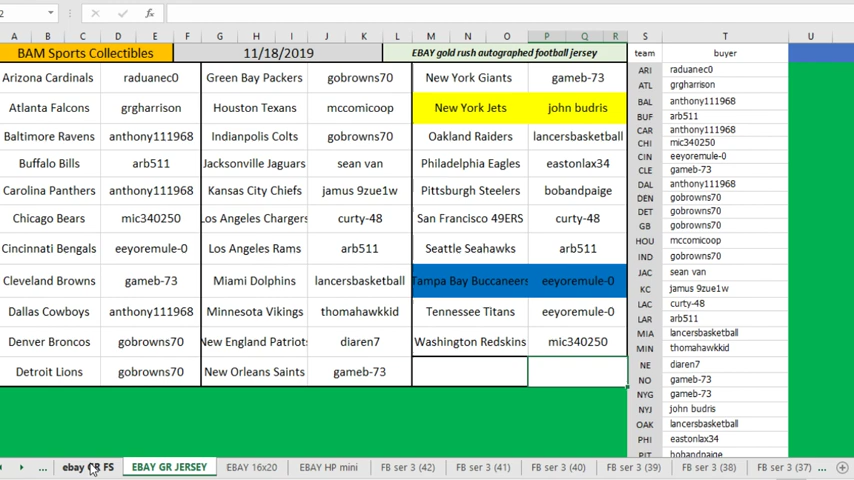 2 fx
A B C D E F G H I J K L M N O P Q R S T U
BAM Sports Collectibles 11/18/2019 EBAY gold rush autographed football jersey team buyer
Arizona Cardinals raduanec0 Green Bay Packers gobrowns70 New York Giants gameb-73
Atlanta Falcons grgharrison Houston Texans mccomicoop New York Jets john budris
Baltimore Ravens anthony111968 Indianpolis Colts gobrowns70 Oakland Raiders lancersbasketball
Buffalo Bills arb511 Jacksonville Jaguars sean van Philadelphia Eagles eastonlax34
Carolina Panthers anthony111968 Kansas City Chiefs jamus 9zue1w Pittsburgh Steelers bobandpaige
Chicago Bears mic340250 Los Angeles Chargers curty-48 San Francisco 49ERS curty-48
Cincinnati Bengals eeyoremule-0 Los Angeles Rams arb511 Seattle Seahawks arb511
Cleveland Browns gameb-73 Miami Dolphins lancersbasketball Tampa Bay Buccaneers eeyoremule-0
Dallas Cowboys anthony111968 Minnesota Vikings thomahawkkid Tennessee Titans eeyoremule-0
Denver Broncos gobrowns70 New England Patriots diaren7 Washington Redskins mic340250
Detroit Lions gobrowns70 New Orleans Saints gameb-73
ARI raduanec0
ATL grgharrison
BAL anthony111968
BUF arb511
CAR anthony111968
CHI mic340250
CIN eeyoremule-0
CLE gameb-73
DAL anthony111968
DEN gobrowns70
DET gobrowns70
GB gobrowns70
HOU mccomicoop
IND gobrowns70
JAC sean van
KC jamus 9zue1w
LAC curty-48
LAR arb511
MIA lancersbasketball
MIN thomahawkkid
NE diaren7
NO gameb-73
NYG gameb-73
NYJ john budris
OAK lancersbasketball
PHI eastonlax34
PIT bobandpaige
... ebay GR FS EBAY GR JERSEY EBAY 16x20 EBAY HP mini FB ser 3 (42) FB ser 3 (41) FB ser 3 (40) FB ser 3 (39) FB ser 3 (38) FB ser 3 (37) ...